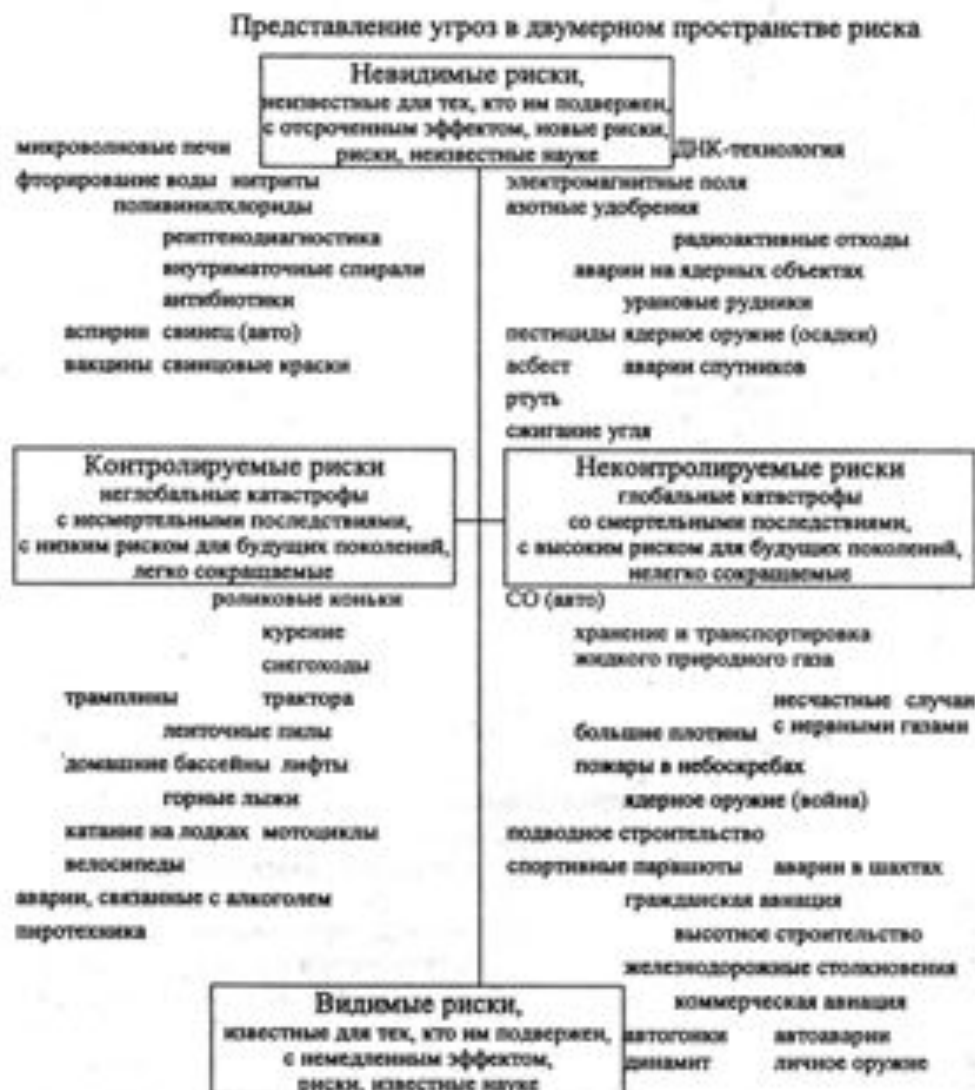 Представление угроз в двумерном пространстве риска
Невидимые риски,
неизвестные для тех, кто им подвержен,
с отсроченным эффектом, новые риски,
риски, неизвестные науке
микроволновые печи
фторирование воды нитриты
поливинилхлориды
рентгенодиагностика
внутриматочные спирали
антибиотики
аспирин свинец (авто)
вакцины свинцовые краски
ДНК-технология
электромагнитные поля
азотные удобрения
радиоактивные отходы
аварии на ядерных объектах
урановые рудники
пестициды ядерное оружие (осадки)
асбест аварии спутников
ртуть
сжигание угля
Контролируемые риски
неглобальные катастрофы
с несмертельными последствиями,
с низким риском для будущих поколений,
легко сокращаемые
Неконтролируемые риски
глобальные катастрофы
со смертельными последствиями,
с высоким риском для будущих поколений,
нелегко сокращаемые
роликовые коньки
курение
снегоходы
трамплины трактора
ленточные пилы
домашние бассейны лифты
горные лыжи
катание на лодках мотоциклы
велосипеды
аварии, связанные с алкоголем
пиротехника
СО (авто)
хранение и транспортировка
жидкого природного газа
несчастные случаи
большие плотины с нервными газами
пожары в небоскребах
ядерное оружие (война)
подводное строительство
спортивные парашюты аварии в шахтах
гражданская авиация
высотное строительство
железнодорожные столкновения
коммерческая авиация
автогонки автоаварии
динамит личное оружие
Видимые риски,
известные для тех, кто им подвержен,
с немедленным эффектом,
риски, известные науке